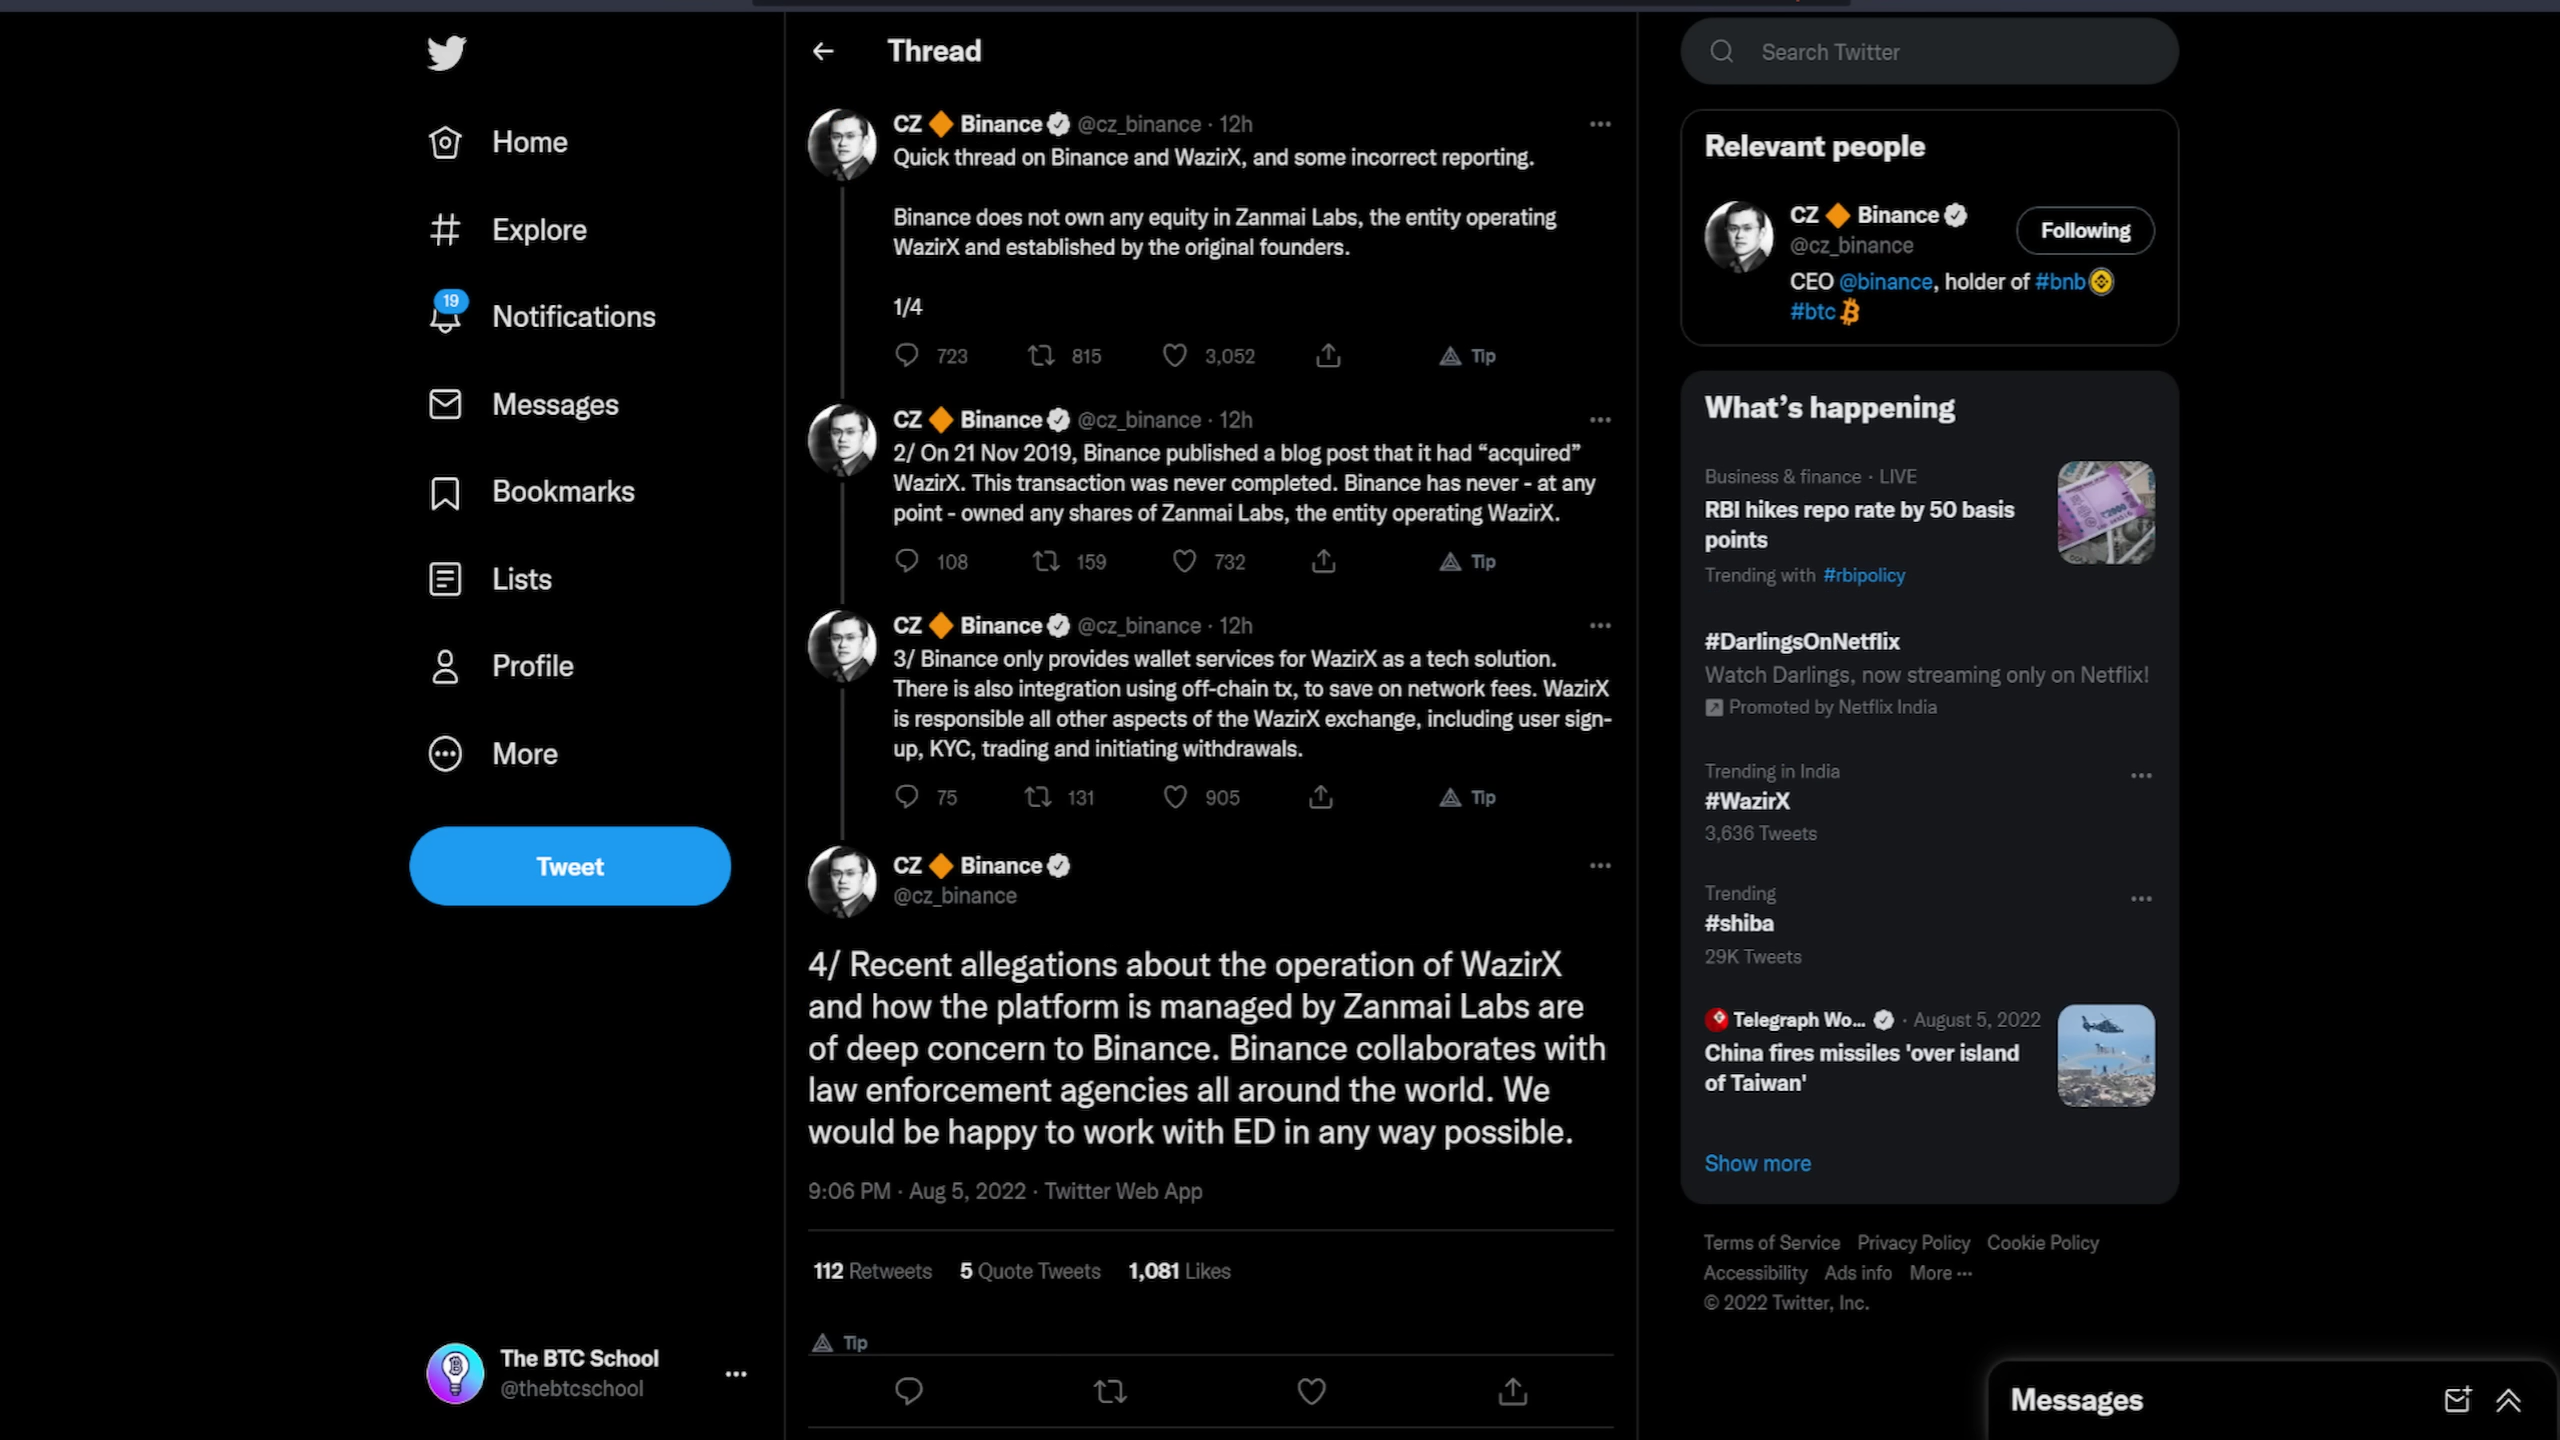 Home
Explore
19
Notifications
Messages
Bookmarks
Lists
Profile
More
Tweet
The BTC School
@thebtcschool
Thread
CZ 🔶 Binance @cz_binance · 12h
Quick thread on Binance and WazirX, and some incorrect reporting.
Binance does not own any equity in Zanmai Labs, the entity operating
WazirX and established by the original founders.
1/4
723 815 3,052 Tip
CZ 🔶 Binance @cz_binance · 12h
2/ On 21 Nov 2019, Binance published a blog post that it had “acquired”
WazirX. This transaction was never completed. Binance has never - at any
point - owned any shares of Zanmai Labs, the entity operating WazirX.
108 159 732 Tip
CZ 🔶 Binance @cz_binance · 12h
3/ Binance only provides wallet services for WazirX as a tech solution.
There is also integration using off-chain tx, to save on network fees. WazirX
is responsible all other aspects of the WazirX exchange, including user sign-
up, KYC, trading and initiating withdrawals.
75 131 905 Tip
CZ 🔶 Binance
@cz_binance
4/ Recent allegations about the operation of WazirX
and how the platform is managed by Zanmai Labs are
of deep concern to Binance. Binance collaborates with
law enforcement agencies all around the world. We
would be happy to work with ED in any way possible.
9:06 PM · Aug 5, 2022 · Twitter Web App
112 Retweets 5 Quote Tweets 1,081 Likes
Tip
Search Twitter
Relevant people
CZ 🔶 Binance
@cz_binance
Following
CEO @binance, holder of #bnb
#btc
What’s happening
Business & finance · LIVE
RBI hikes repo rate by 50 basis
points
Trending with #rbipolicy
#DarlingsOnNetflix
Watch Darlings, now streaming only on Netflix!
Promoted by Netflix India
Trending in India
#WazirX
3,636 Tweets
Trending
#shiba
29K Tweets
Telegraph Wo... · August 5, 2022
China fires missiles 'over island
of Taiwan'
Show more
Terms of Service Privacy Policy Cookie Policy
Accessibility Ads info More ···
© 2022 Twitter, Inc.
Messages